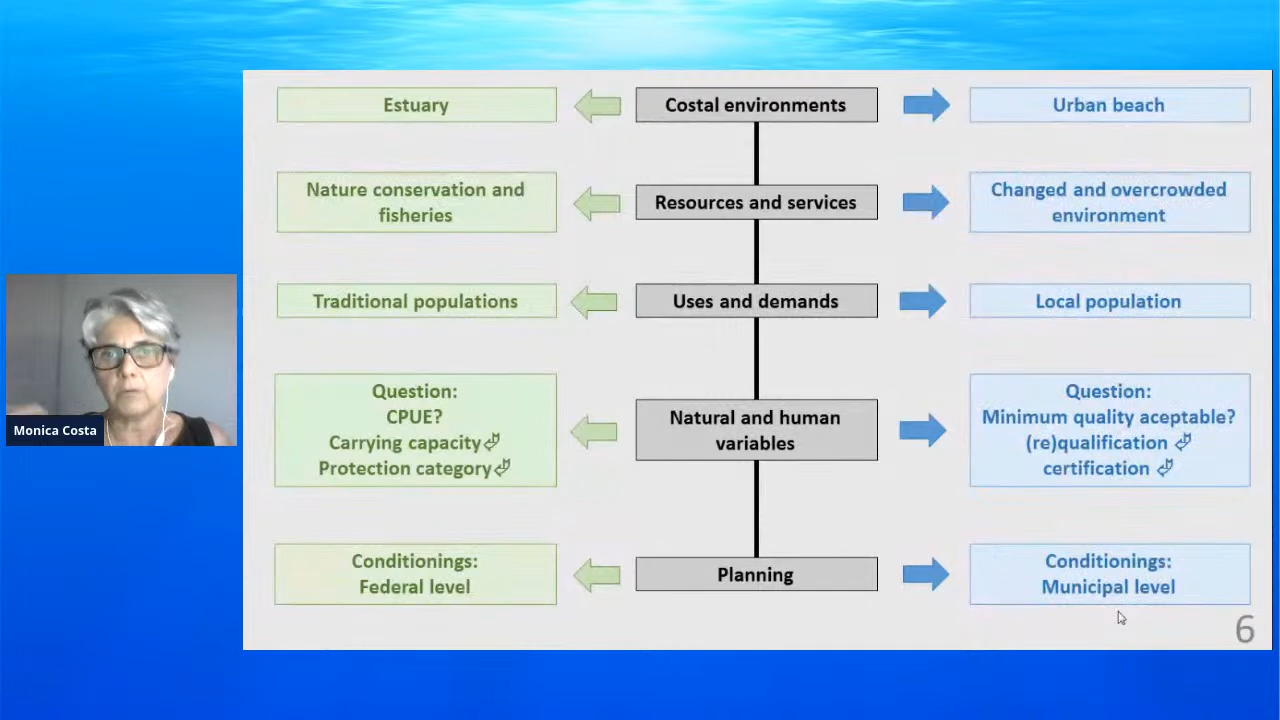 Estuary
Costal environments
Urban beach
Nature conservation and
fisheries
Resources and services
Changed and overcrowded
environment
Traditional populations
Uses and demands
Local population
Question:
CPUE?
Carrying capacity
Protection category
Natural and human
variables
Question:
Minimum quality aceptable?
(re)qualification
certification
Conditionings:
Federal level
Planning
Conditionings:
Municipal level
6
Monica Costa